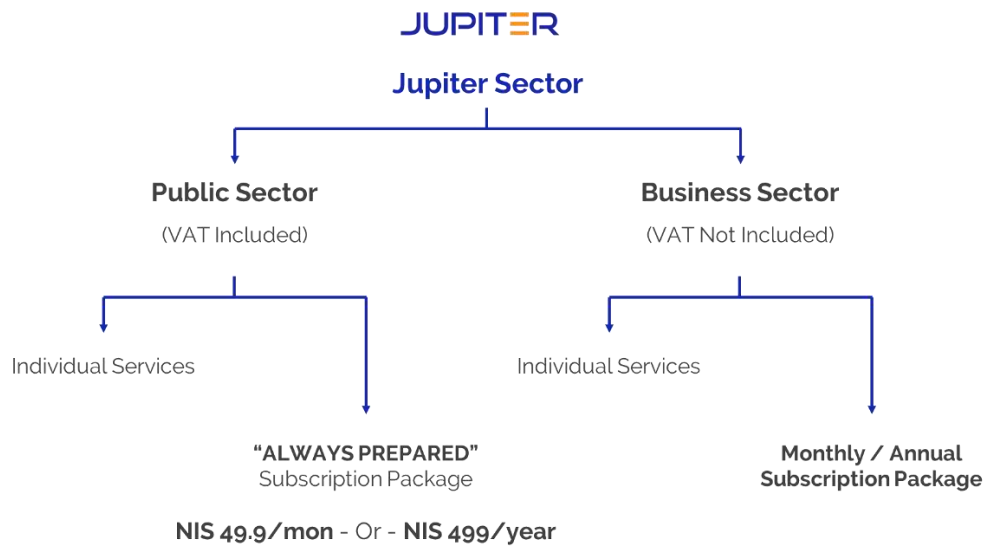 JUPITER
Jupiter Sector
Public Sector
(VAT Included)
Business Sector
(VAT Not Included)
Individual Services
Individual Services
“ALWAYS PREPARED”
Subscription Package
NIS 49.9/mon - Or - NIS 499/year
Monthly / Annual
Subscription Package